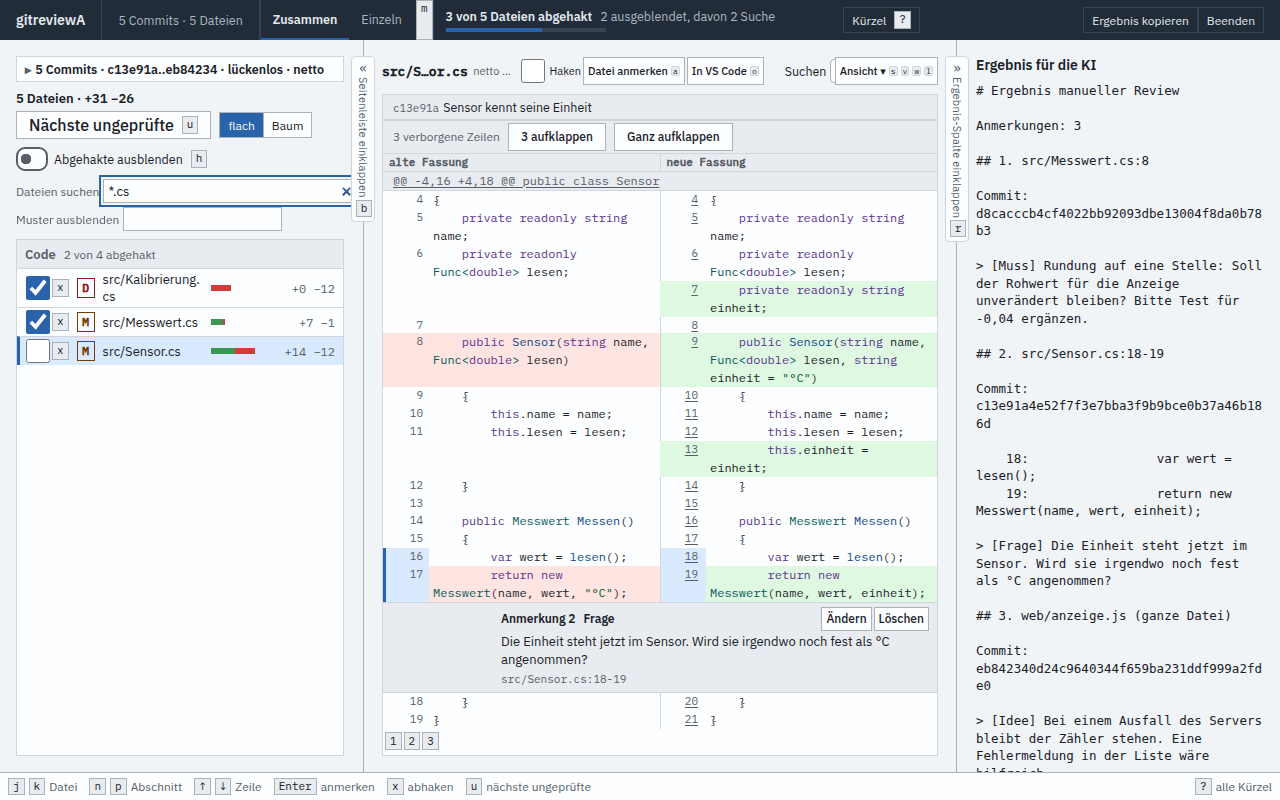 gitreviewA
5 Commits · 5 Dateien
Zusammen
Einzeln
m
3 von 5 Dateien abgehakt 2 ausgeblendet, davon 2 Suche
Kürzel ?
Ergebnis kopieren
Beenden
▸ 5 Commits · c13e91a..eb84234 · lückenlos · netto
5 Dateien · +31 −26
Nächste ungeprüfte u
flach
Baum
Abgehakte ausblenden h
Dateien suchen *.cs ×
Muster ausblenden
Code 2 von 4 abgehakt
x D src/Kalibrierung.
cs
+0 −12
x M src/Messwert.cs +7 −1
x M src/Sensor.cs +14 −12
« Seitenleiste einklappen b
src/S…or.cs netto … Haken
Datei anmerken a
In VS Code o
Suchen
Ansicht ▾ s v w l
c13e91a Sensor kennt seine Einheit
3 verborgene Zeilen
3 aufklappen
Ganz aufklappen
alte Fassung
neue Fassung
@@ -4,16 +4,18 @@ public class Sensor
4 { 4 {
5 private readonly string 5 private readonly string
name; name;
6 private readonly 6 private readonly
Func<double> lesen; Func<double> lesen;
7 private readonly string
einheit;
7 8
8 public Sensor(string name, 9 public Sensor(string name,
Func<double> lesen) Func<double> lesen, string
einheit = "°C")
9 { 10 {
10 this.name = name; 11 this.name = name;
11 this.lesen = lesen; 12 this.lesen = lesen;
13 this.einheit =
einheit;
12 } 14 }
13 15
14 public Messwert Messen() 16 public Messwert Messen()
15 { 17 {
16 var wert = lesen(); 18 var wert = lesen();
17 return new 19 return new
Messwert(name, wert, "°C"); Messwert(name, wert, einheit);
Anmerkung 2 Frage
Ändern
Löschen
Die Einheit steht jetzt im Sensor. Wird sie irgendwo noch fest als °C
angenommen?
src/Sensor.cs:18-19
18 } 20 }
19 } 21 }
1 2 3
» Ergebnis-Spalte einklappen r
Ergebnis für die KI
# Ergebnis manueller Review
Anmerkungen: 3
## 1. src/Messwert.cs:8
Commit:
d8cacccb4cf4022bb92093dbe13004f8da0b78
b3
> [Muss] Rundung auf eine Stelle: Soll
der Rohwert für die Anzeige
unverändert bleiben? Bitte Test für
-0,04 ergänzen.
## 2. src/Sensor.cs:18-19
Commit:
c13e91a4e52f7f3e7bba3f9b9bce0b37a46b18
6d
18: var wert =
lesen();
19: return new
Messwert(name, wert, einheit);
> [Frage] Die Einheit steht jetzt im
Sensor. Wird sie irgendwo noch fest
als °C angenommen?
## 3. web/anzeige.js (ganze Datei)
Commit:
eb842340d24c9640344f659ba231ddf999a2fd
e0
> [Idee] Bei einem Ausfall des Servers
bleibt der Zähler stehen. Eine
Fehlermeldung in der Liste wäre
hilfreich.
j k Datei n p Abschnitt ↑ ↓ Zeile Enter anmerken x abhaken u nächste ungeprüfte
? alle Kürzel